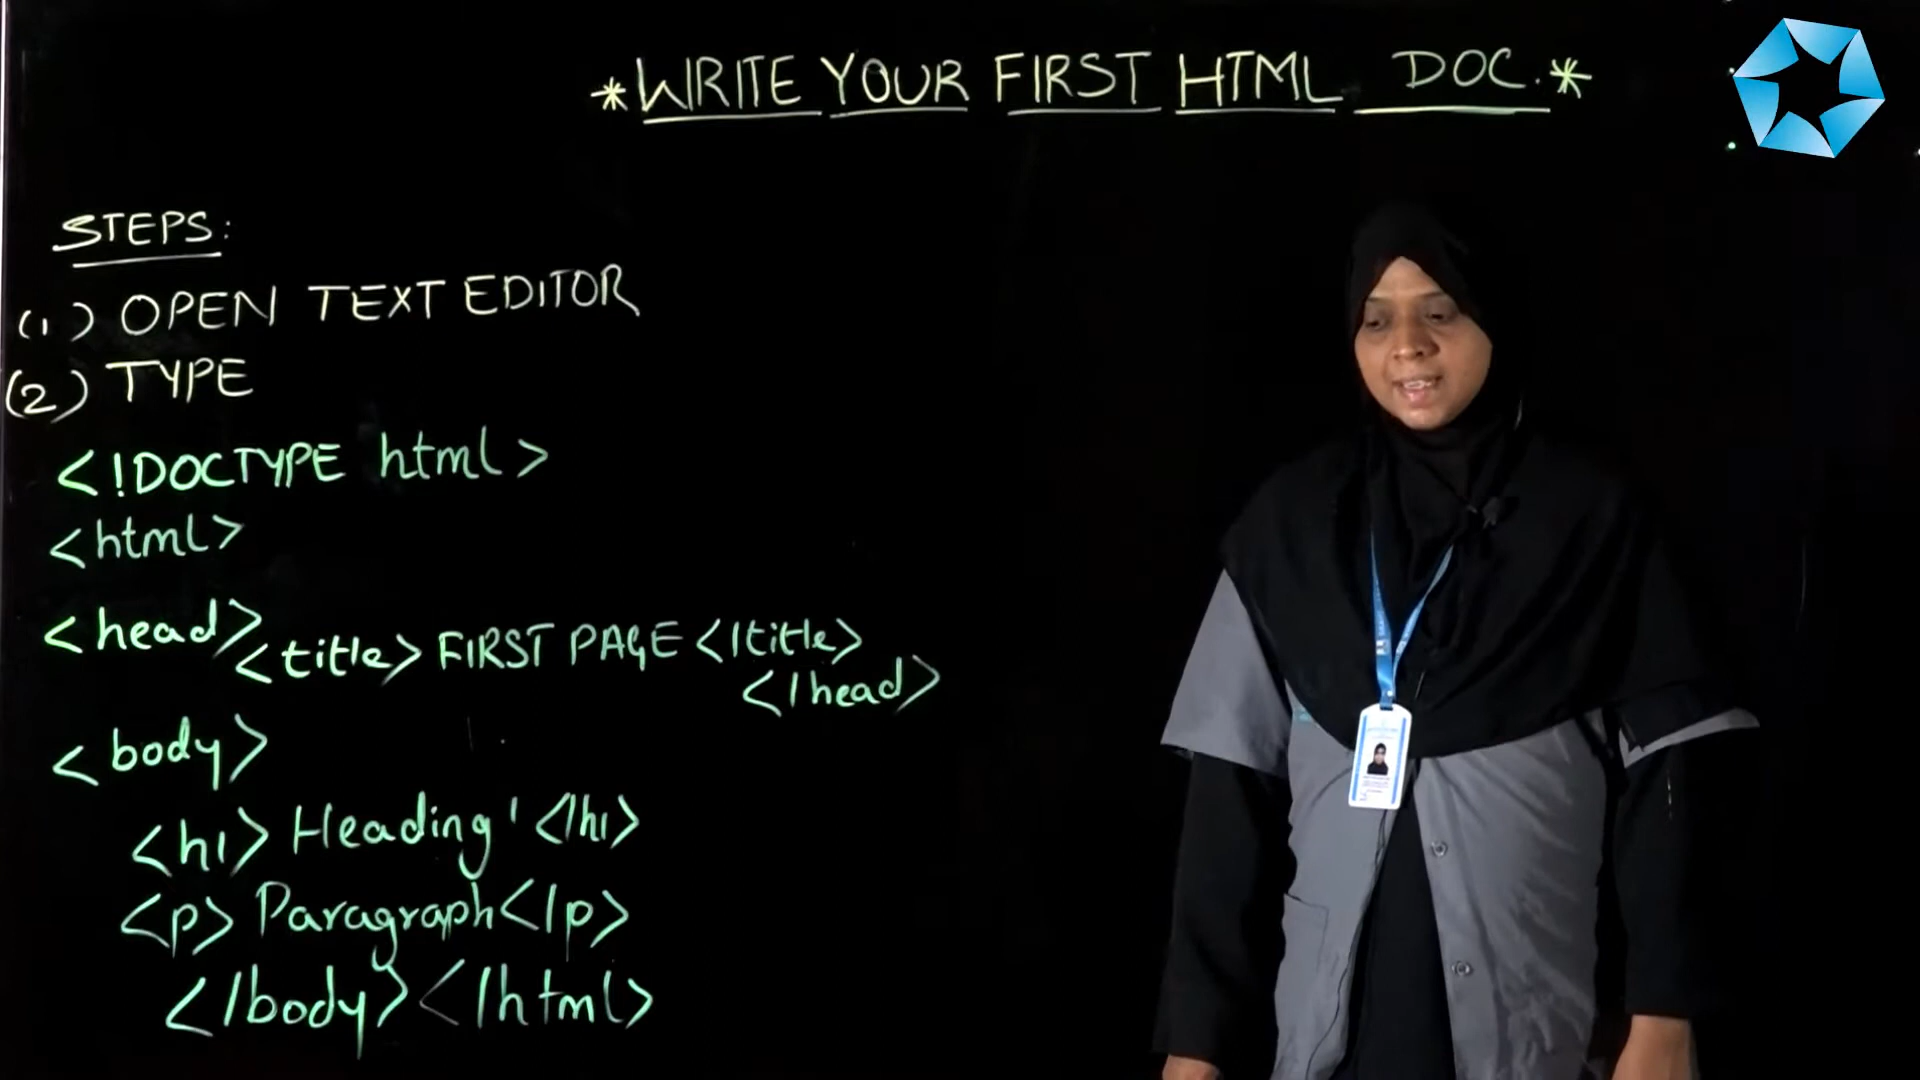 *WRITE YOUR FIRST HTML DOC.*
STEPS:
(1) OPEN TEXT EDITOR
(2) TYPE
<!DOCTYPE html>
<html>
<head><title>FIRST PAGE</title>
</head>
<body>
<h1>Heading'</h1>
<p>Paragraph</p>
</body></html>